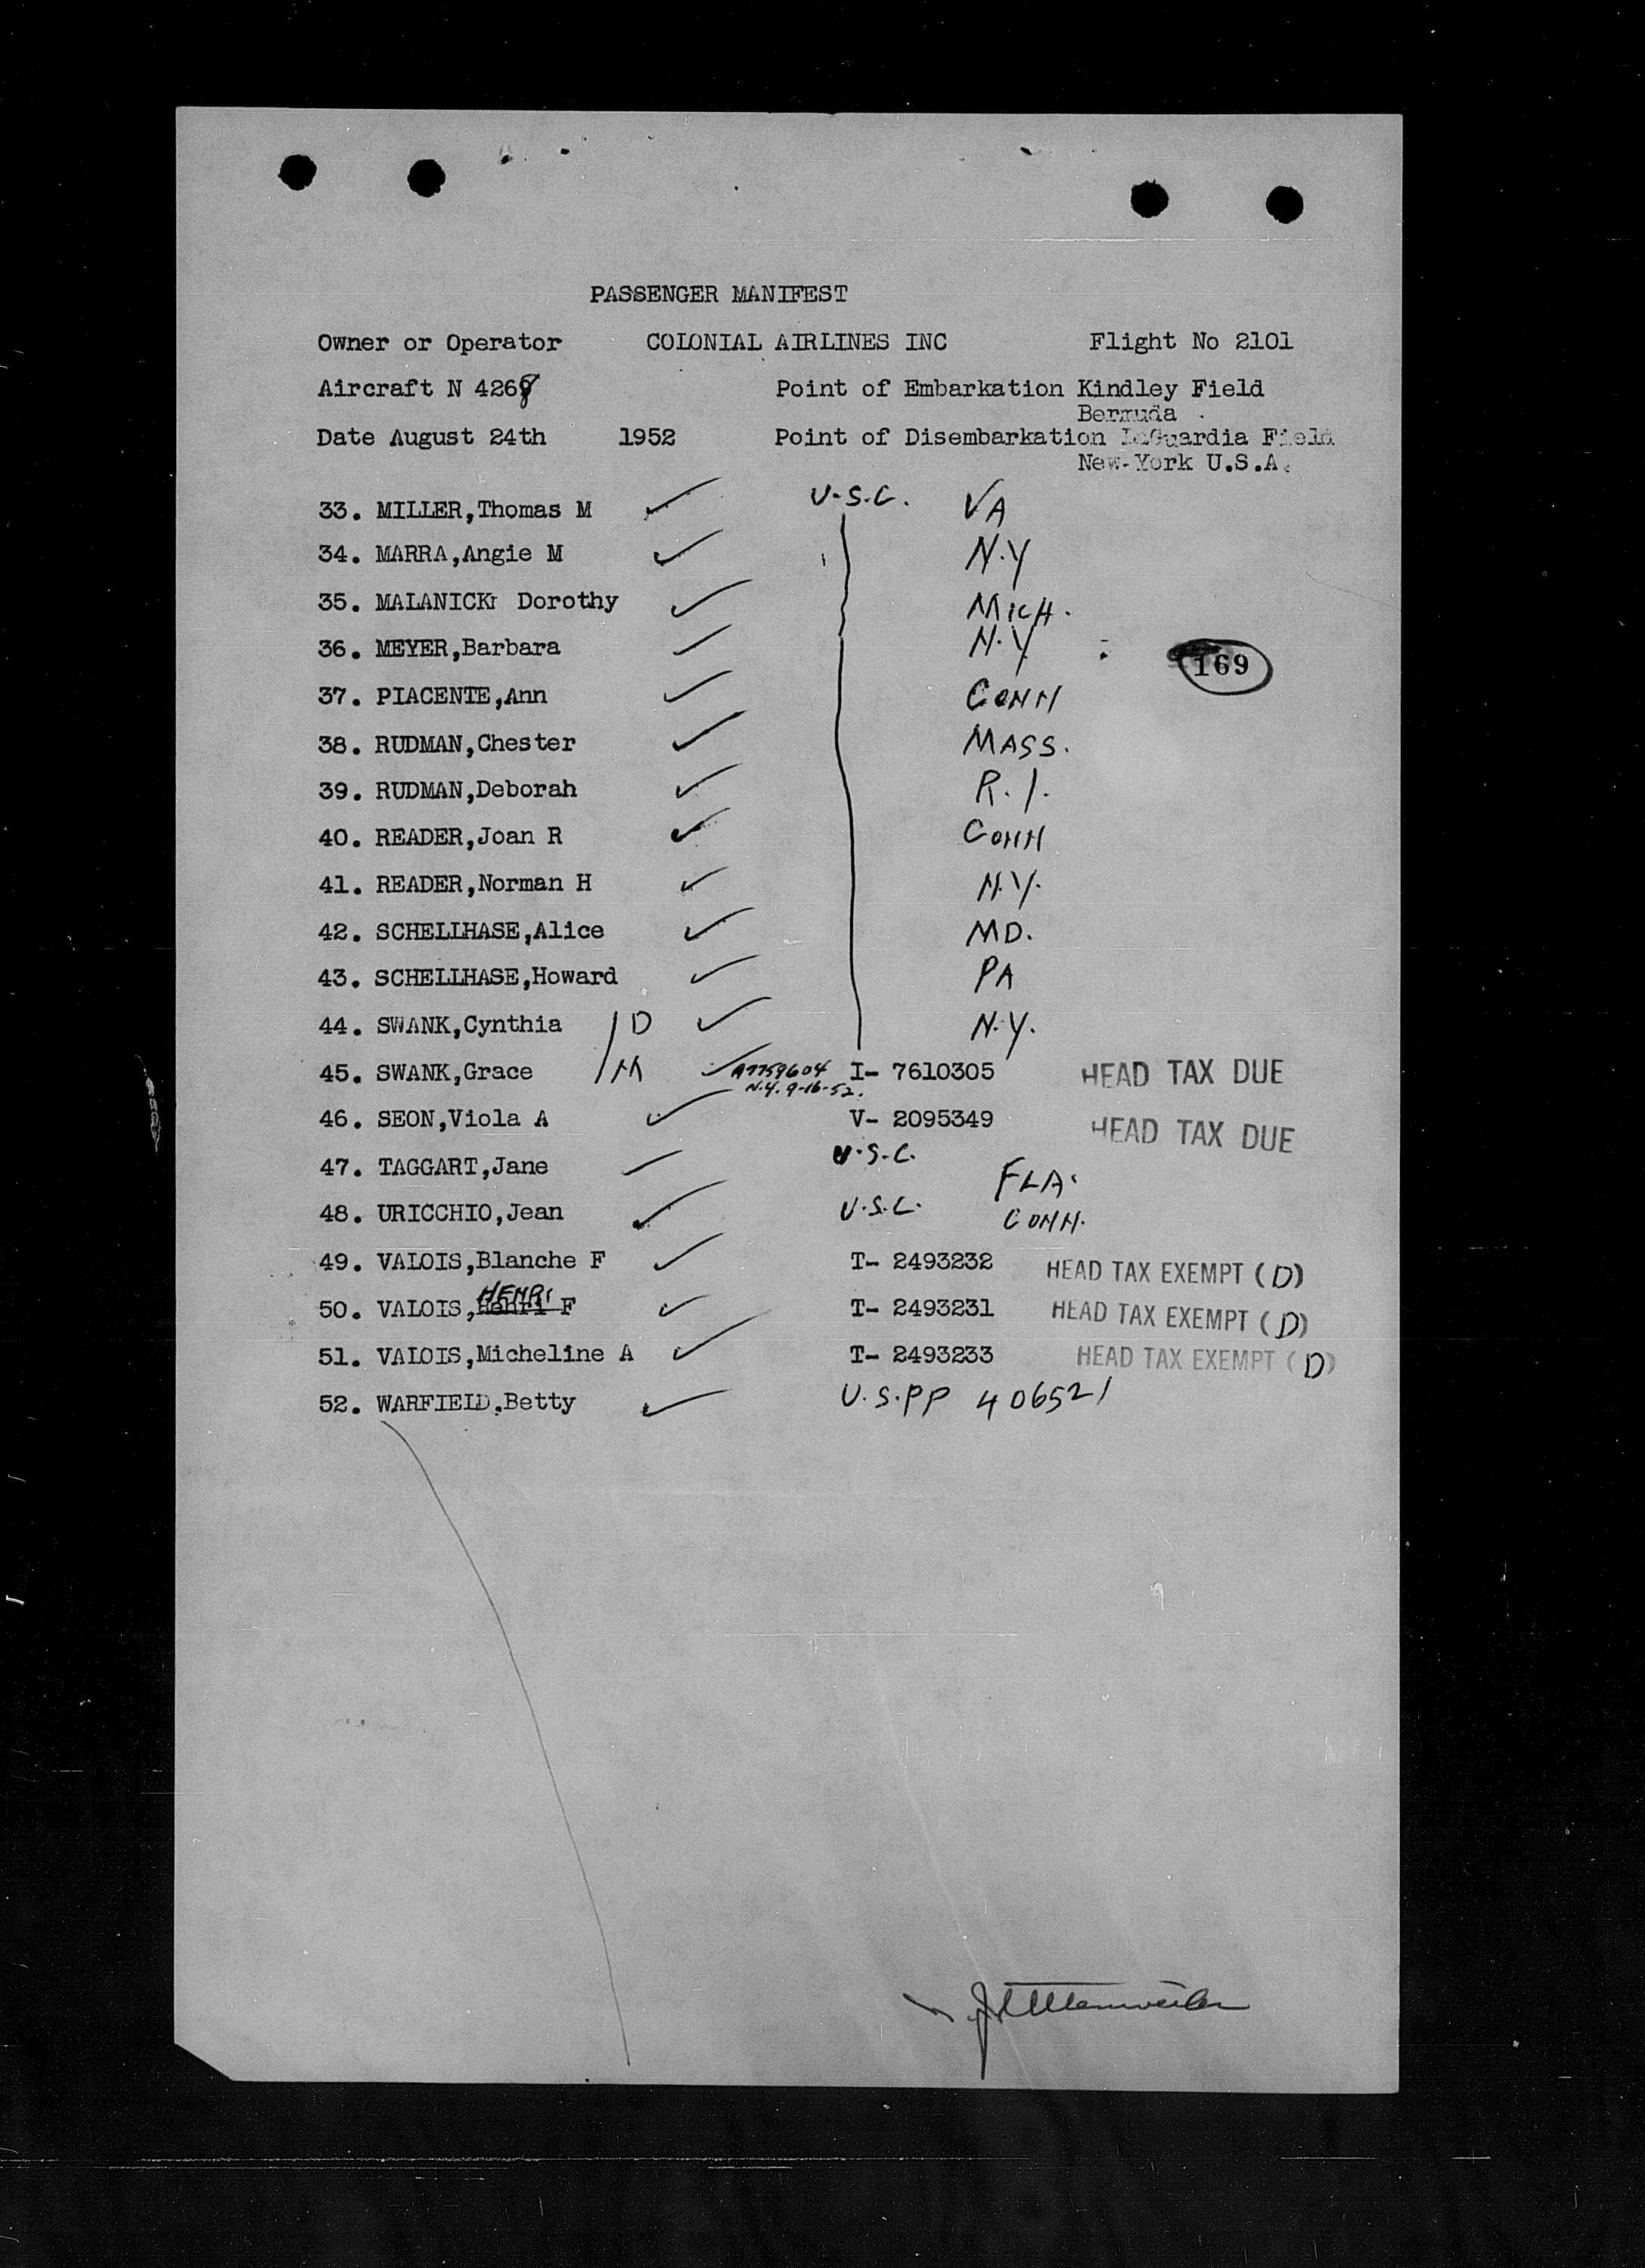 PASSENGER MANIFEST
Owner or Operator COLONIAL AIRLINES INC Flight No 2101
Aircraft N 4268 Point of Embarkation Kindley Field
Bermuda
Date August 24th 1952 Point of Disembarkation LaGuardia Field
New-York U.S.A.
33. MILLER,Thomas M U.S.C. VA
34. MARRA,Angie M N.Y
35. MALANICK Dorothy MICH.
36. MEYER,Barbara N.Y
169
37. PIACENTE,Ann CONN
38. RUDMAN,Chester MASS.
39. RUDMAN,Deborah R.I.
40. READER,Joan R CONN
41. READER,Norman H N.Y.
42. SCHELLHASE,Alice MD.
43. SCHELLHASE,Howard PA
44. SWANK,Cynthia D N.Y.
45. SWANK,Grace M A7759604 I- 7610305 HEAD TAX DUE
N.Y. 9-16-52.
46. SEON,Viola A V- 2095349 HEAD TAX DUE
47. TAGGART,Jane U.S.C. FLA.
48. URICCHIO,Jean U.S.C. CONN.
49. VALOIS,Blanche F T- 2493232 HEAD TAX EXEMPT (D)
HENRI
50. VALOIS,Henri F T- 2493231 HEAD TAX EXEMPT (D)
51. VALOIS,Micheline A T- 2493233 HEAD TAX EXEMPT (D)
52. WARFIELD,Betty U.S.PP 406521